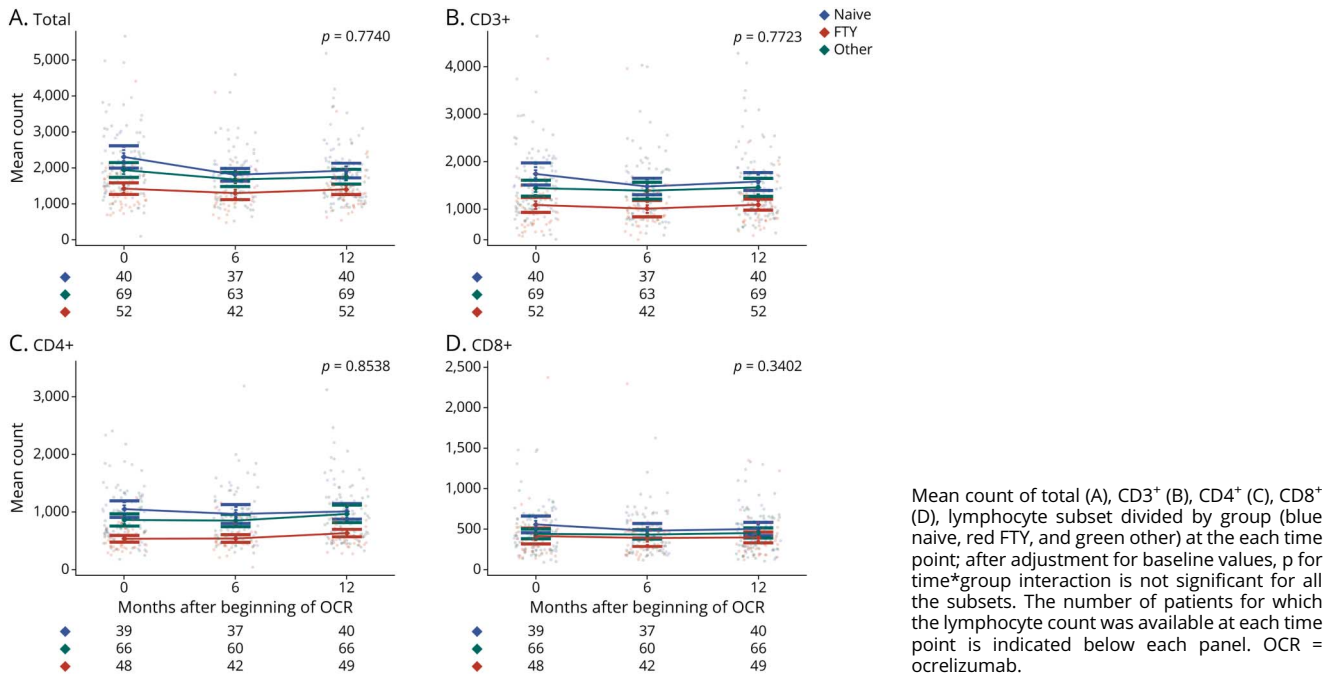 A. Total
p = 0.7740
Mean count
5,000
4,000
3,000
2,000
1,000
0
0 6 12
40 37 40
69 63 69
52 42 52
B. CD3+
p = 0.7723
Naive
FTY
Other
4,000
3,000
2,000
1,000
0
0 6 12
40 37 40
69 63 69
52 42 52
C. CD4+
p = 0.8538
Mean count
3,000
2,000
1,000
0
0 6 12
Months after beginning of OCR
39 37 40
66 60 66
48 42 49
D. CD8+
p = 0.3402
2,500
2,000
1,500
1,000
500
0
0 6 12
Months after beginning of OCR
39 37 40
66 60 66
48 42 49
Mean count of total (A), CD3⁺ (B), CD4⁺ (C), CD8⁺
(D), lymphocyte subset divided by group (blue
naive, red FTY, and green other) at the each time
point; after adjustment for baseline values, p for
time*group interaction is not significant for all
the subsets. The number of patients for which
the lymphocyte count was available at each time
point is indicated below each panel. OCR =
ocrelizumab.